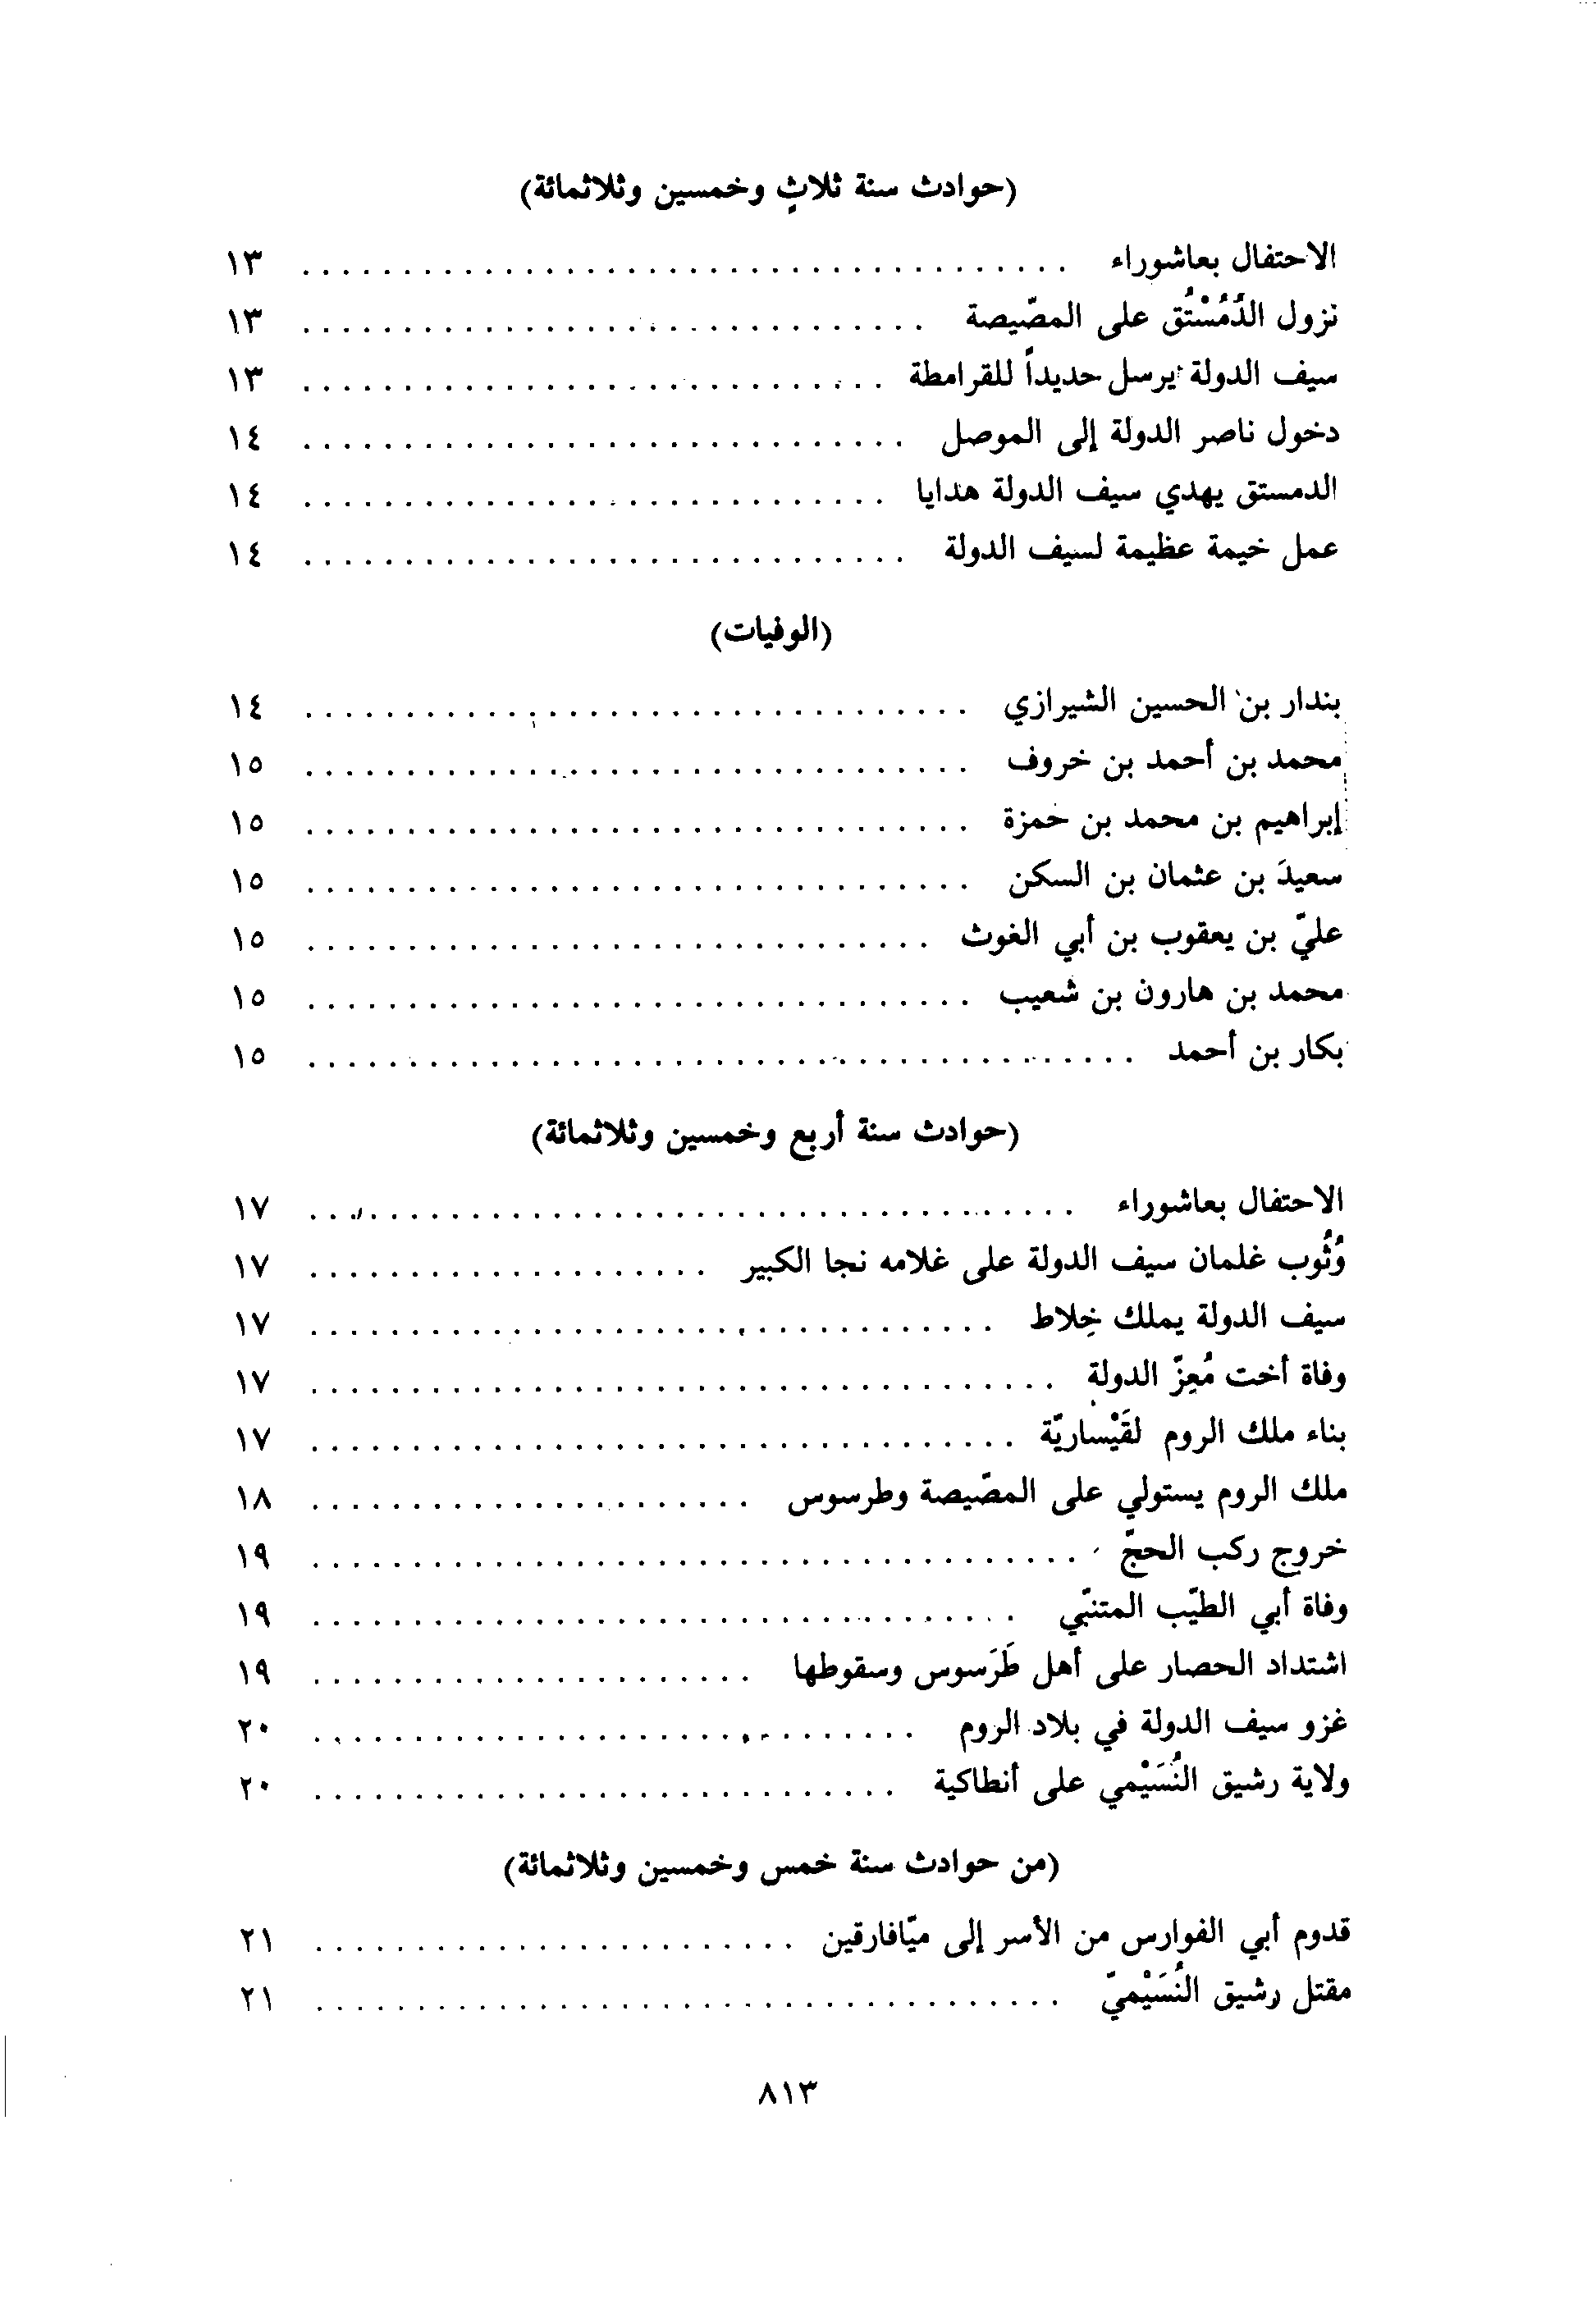 (حوادث سنة ثلاثٍ وخمسين وثلاثمائة)
الاحتفال بعاشوراء ..................................... ١٣
نزول الدُّمُسْتُق على المصّيصة ............................... ١٣
سيف الدولة يرسل حديداً للقرامطة ............................. ١٣
دخول ناصر الدولة إلى الموصل .............................. ١٤
الدمستق يهدي سيف الدولة هدايا ............................. ١٤
عمل خيمة عظيمة لسيف الدولة .............................. ١٤
(الوفيات)
بندار بن الحسين الشيرازي ................................. ١٤
محمد بن أحمد بن خروف ................................. ١٥
إبراهيم بن محمد بن حمزة ................................. ١٥
سعيد بن عثمان بن السكن ................................. ١٥
عليّ بن يعقوب بن أبي الغوث ............................... ١٥
محمد بن هارون بن شعيب ................................. ١٥
بكار بن أحمد ......................................... ١٥
(حوادث سنة أربع وخمسين وثلاثمائة)
الاحتفال بعاشوراء ...................................... ١٧
وُثُوب غلمان سيف الدولة على غلامه نجا الكبير .................... ١٧
سيف الدولة يملك خِلاط .................................. ١٧
وفاة أخت مُعِزّ الدولة ..................................... ١٧
بناء ملك الروم لقَيْساريّة ................................... ١٧
ملك الروم يستولي على المصّيصة وطرسوس ...................... ١٨
خروج ركب الحجّ ...................................... ١٩
وفاة أبي الطيّب المتنبّي ................................... ١٩
اشتداد الحصار على أهل طَرَسوس وسقوطها ...................... ١٩
غزو سيف الدولة في بلاد الروم .............................. ٢٠
ولاية رشيق النُسَيْمي على أنطاكية ............................. ٢٠
(من حوادث سنة خمس وخمسين وثلاثمائة)
قدوم أبي الفوارس من الأسر إلى ميّافارقين ........................ ٢١
مقتل رشيق النُسَيْميّ ..................................... ٢١
٨١٣